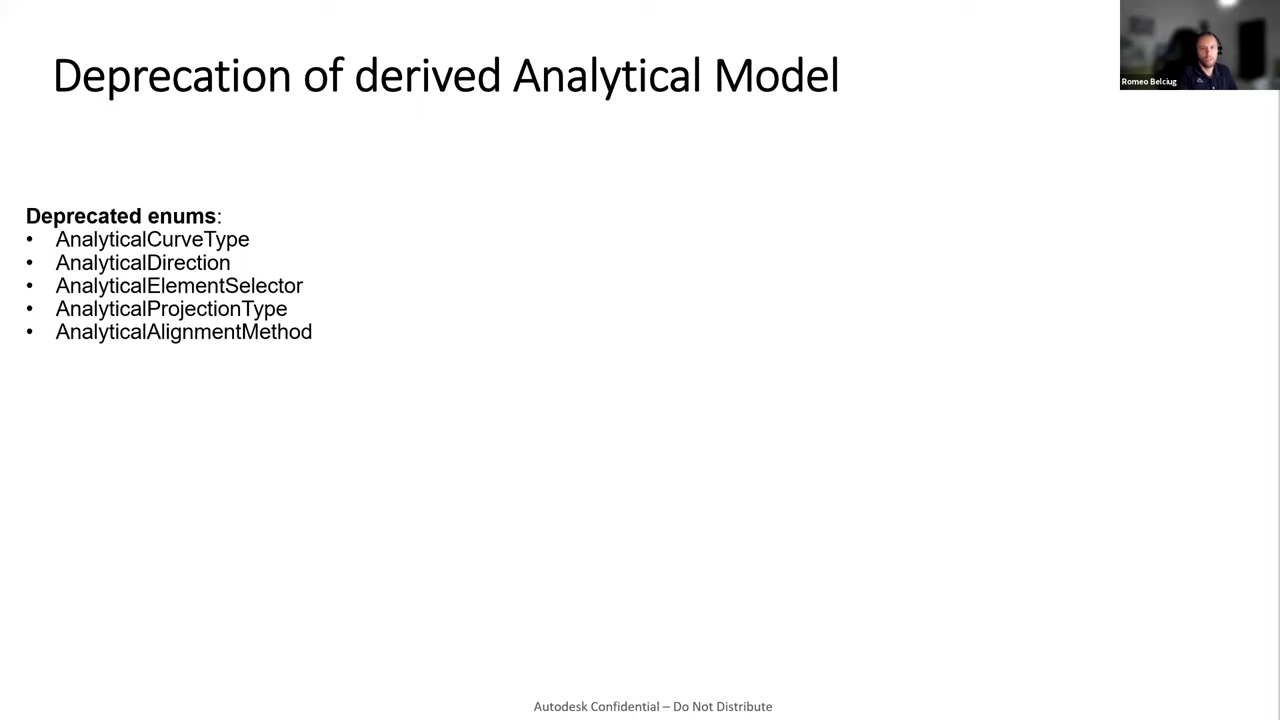 Deprecation of derived Analytical Model
Romeo Belciug
Deprecated enums:
• AnalyticalCurveType
• AnalyticalDirection
• AnalyticalElementSelector
• AnalyticalProjectionType
• AnalyticalAlignmentMethod
Autodesk Confidential – Do Not Distribute